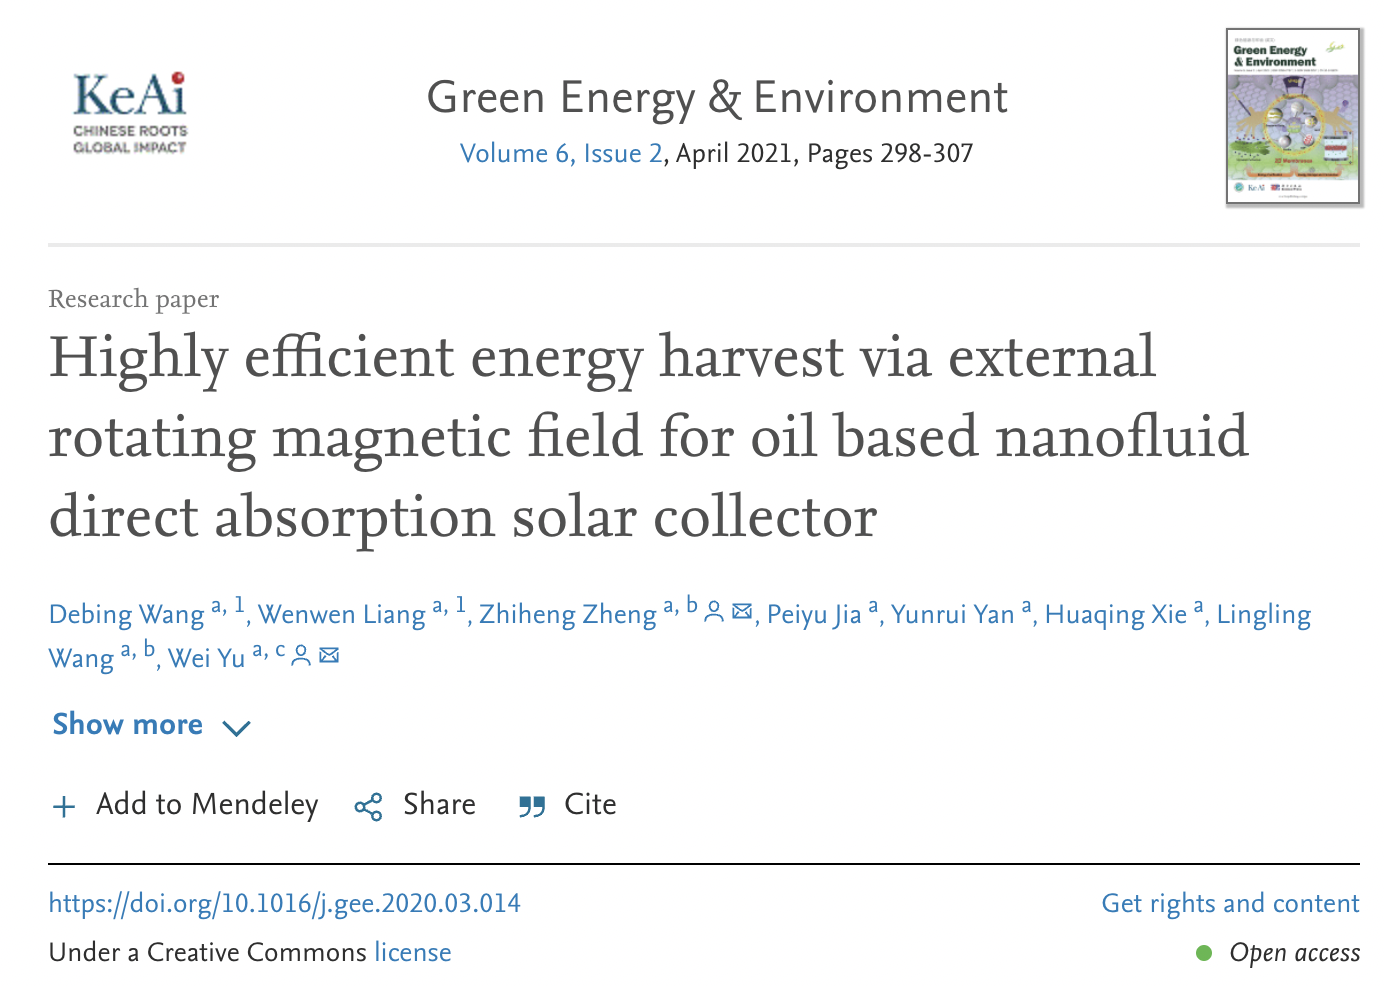 KeAi
CHINESE ROOTS
GLOBAL IMPACT
Green Energy & Environment
Volume 6, Issue 2, April 2021, Pages 298-307
Green Energy
& Environment
KeAi
Research paper
Highly efficient energy harvest via external
rotating magnetic field for oil based nanofluid
direct absorption solar collector
Debing Wang a, 1, Wenwen Liang a, 1, Zhiheng Zheng a, b, Peiyu Jia a, Yunrui Yan a, Huaqing Xie a, Lingling
Wang a, b, Wei Yu a, c
Show more
Add to Mendeley Share Cite
https://doi.org/10.1016/j.gee.2020.03.014 Get rights and content
Under a Creative Commons license Open access